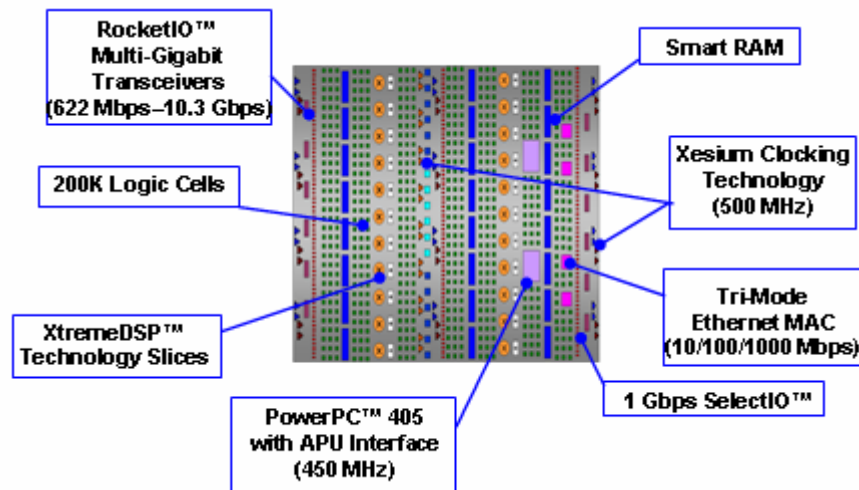 RocketIO™
Multi-Gigabit
Transceivers
(622 Mbps–10.3 Gbps)
Smart RAM
200K Logic Cells
Xesium Clocking
Technology
(500 MHz)
XtremeDSP™
Technology Slices
Tri-Mode
Ethernet MAC
(10/100/1000 Mbps)
PowerPC™ 405
with APU Interface
(450 MHz)
1 Gbps SelectIO™